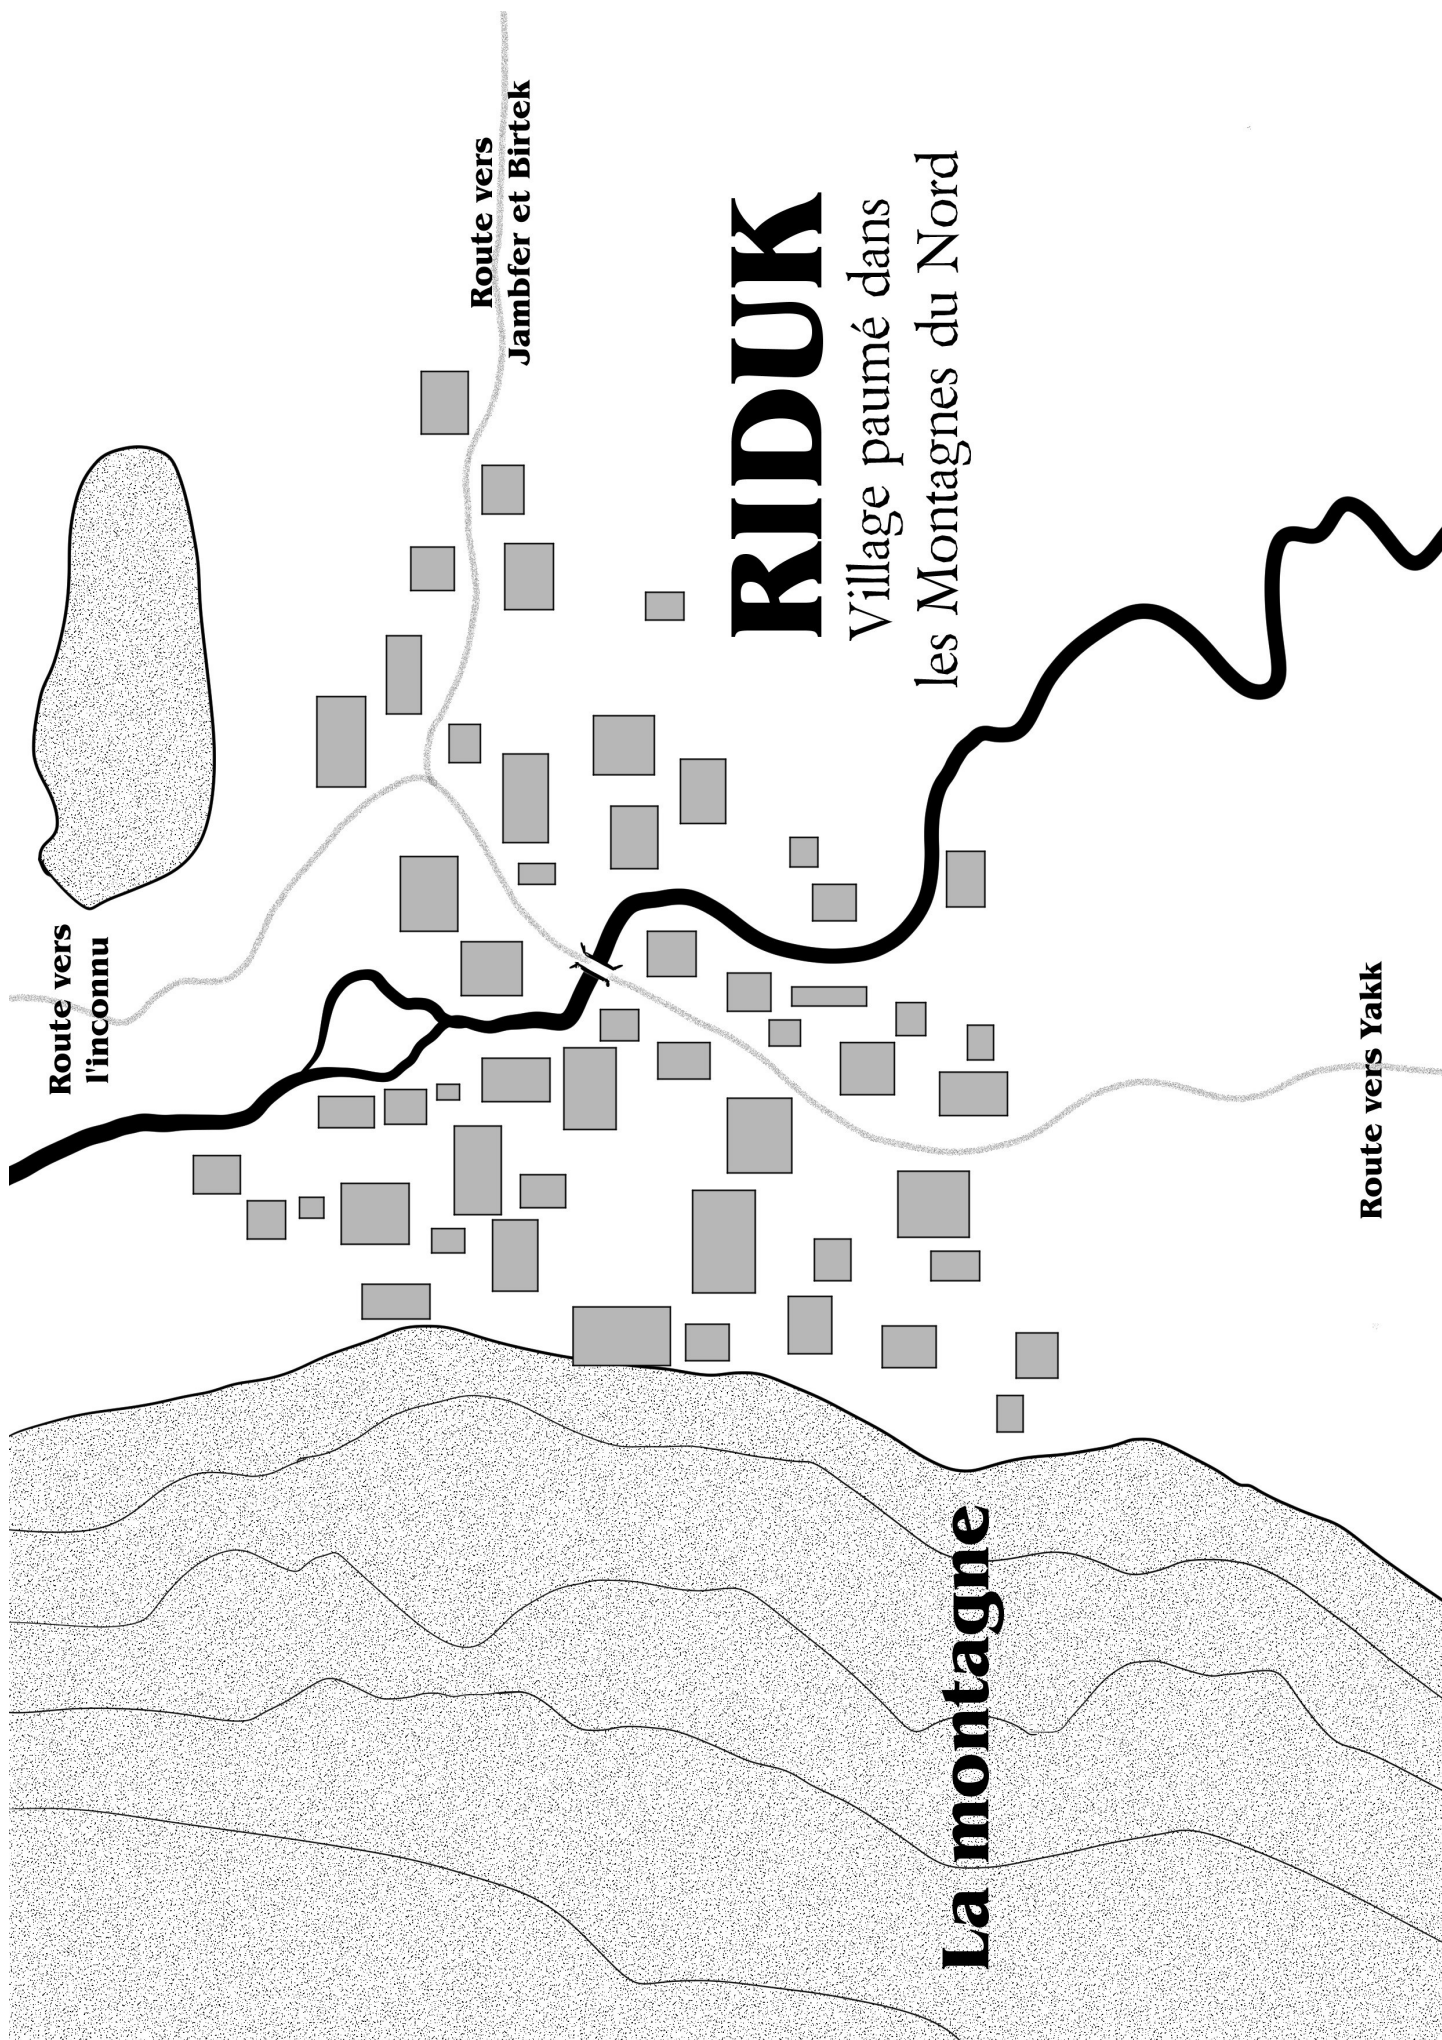 Route vers
l'inconnu
Route vers
Jambfer et Birtek
RIDUK
Village paumé dans
les Montagnes du Nord
La montagne
Route vers Yakk